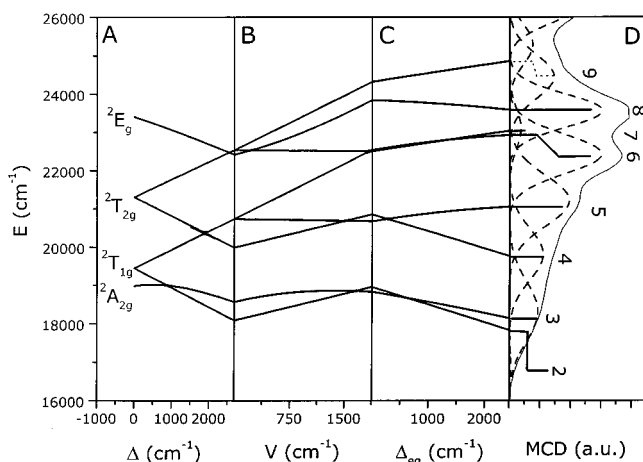 A B C D
26000
24000
22000
20000
18000
16000
E (cm⁻¹)
²E_g
²T_2g
²T_1g
²A_2g
9
8
7
6
5
4
3
2
-1000 0 1000 2000
750 1500
1000 2000
Δ (cm⁻¹) V (cm⁻¹) Δ_eg (cm⁻¹) MCD (a.u.)